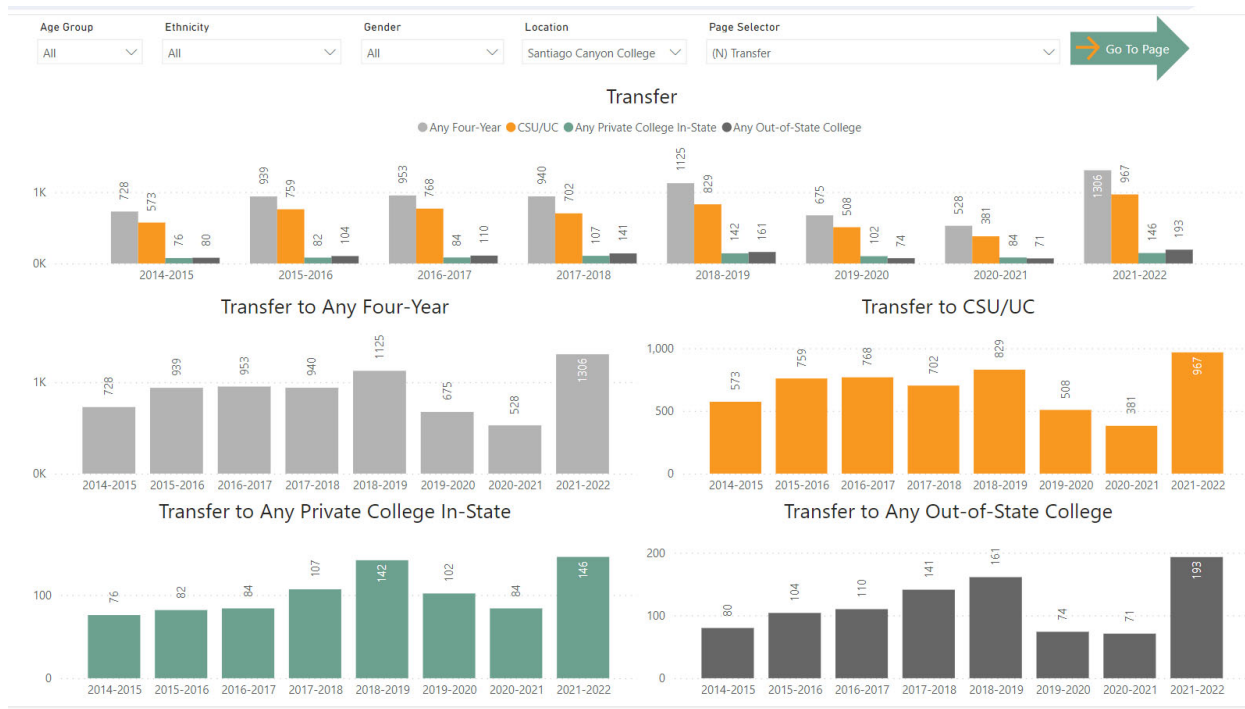 Age Group Ethnicity Gender Location Page Selector
All All All Santiago Canyon College (N) Transfer Go To Page
Transfer
Any Four-Year CSU/UC Any Private College In-State Any Out-of-State College
1K
0K
728 573 76 80 939 759 82 104 953 768 84 110 940 702 107 141 1125 829 142 161 675 508 102 74 528 381 84 71 1306 967 146 193
2014-2015 2015-2016 2016-2017 2017-2018 2018-2019 2019-2020 2020-2021 2021-2022
Transfer to Any Four-Year
1K
0K
728 939 953 940 1125 675 528 1306
2014-2015 2015-2016 2016-2017 2017-2018 2018-2019 2019-2020 2020-2021 2021-2022
Transfer to CSU/UC
1,000
500
0
573 759 768 702 829 508 381 967
2014-2015 2015-2016 2016-2017 2017-2018 2018-2019 2019-2020 2020-2021 2021-2022
Transfer to Any Private College In-State
100
0
76 82 84 107 142 102 84 146
2014-2015 2015-2016 2016-2017 2017-2018 2018-2019 2019-2020 2020-2021 2021-2022
Transfer to Any Out-of-State College
200
100
0
80 104 110 141 161 74 71 193
2014-2015 2015-2016 2016-2017 2017-2018 2018-2019 2019-2020 2020-2021 2021-2022